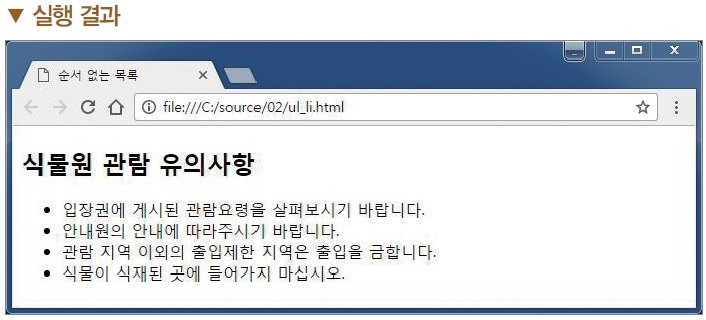 ▼ 실행 결과
순서 없는 목록
file:///C:/source/02/ul_li.html
식물원 관람 유의사항
• 입장권에 게시된 관람요령을 살펴보시기 바랍니다.
• 안내원의 안내에 따라주시기 바랍니다.
• 관람 지역 이외의 출입제한 지역은 출입을 금합니다.
• 식물이 식재된 곳에 들어가지 마십시오.